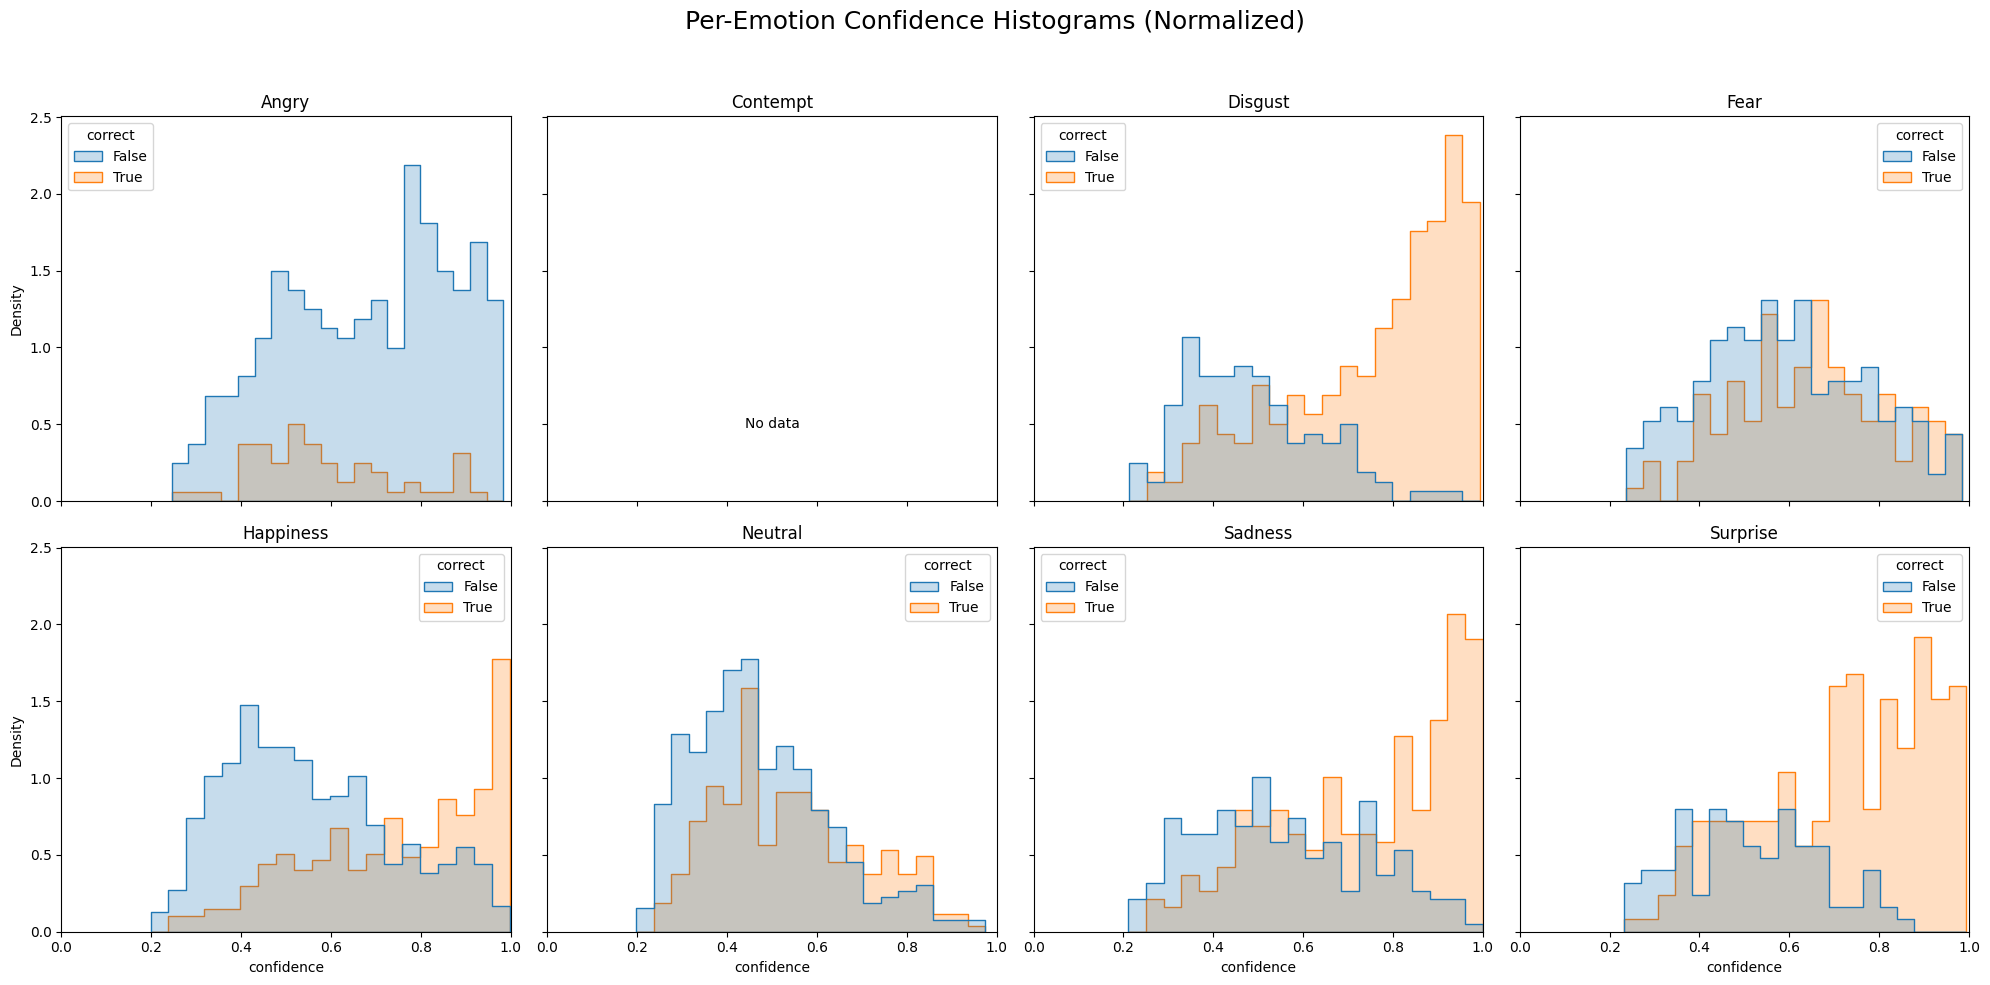 Per-Emotion Confidence Histograms (Normalized)
Angry
Contempt
Disgust
Fear
2.5
2.0
1.5
1.0
0.5
0.0
Density
correct
False
True
No data
correct
False
True
correct
False
True
Happiness
Neutral
Sadness
Surprise
2.5
2.0
1.5
1.0
0.5
0.0
Density
correct
False
True
correct
False
True
correct
False
True
correct
False
True
0.0 0.2 0.4 0.6 0.8 1.0
0.0 0.2 0.4 0.6 0.8 1.0
0.0 0.2 0.4 0.6 0.8 1.0
0.0 0.2 0.4 0.6 0.8 1.0
confidence
confidence
confidence
confidence